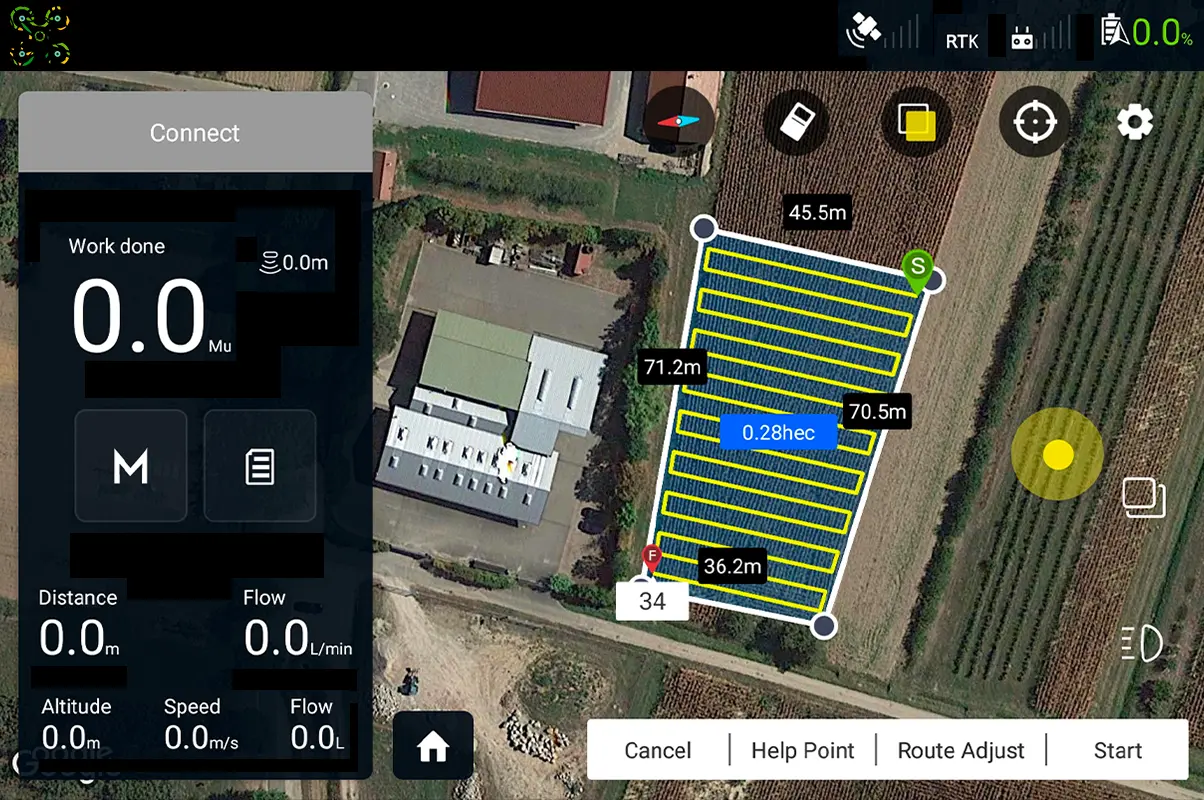 RTK
0.0%
Connect
Work done
0.0m
0.0 Mu
M
Distance
0.0m
Flow
0.0L/min
Altitude
0.0m
Speed
0.0m/s
Flow
0.0L
Google
45.5m
S
71.2m
70.5m
0.28hec
F
36.2m
34
Cancel
Help Point
Route Adjust
Start